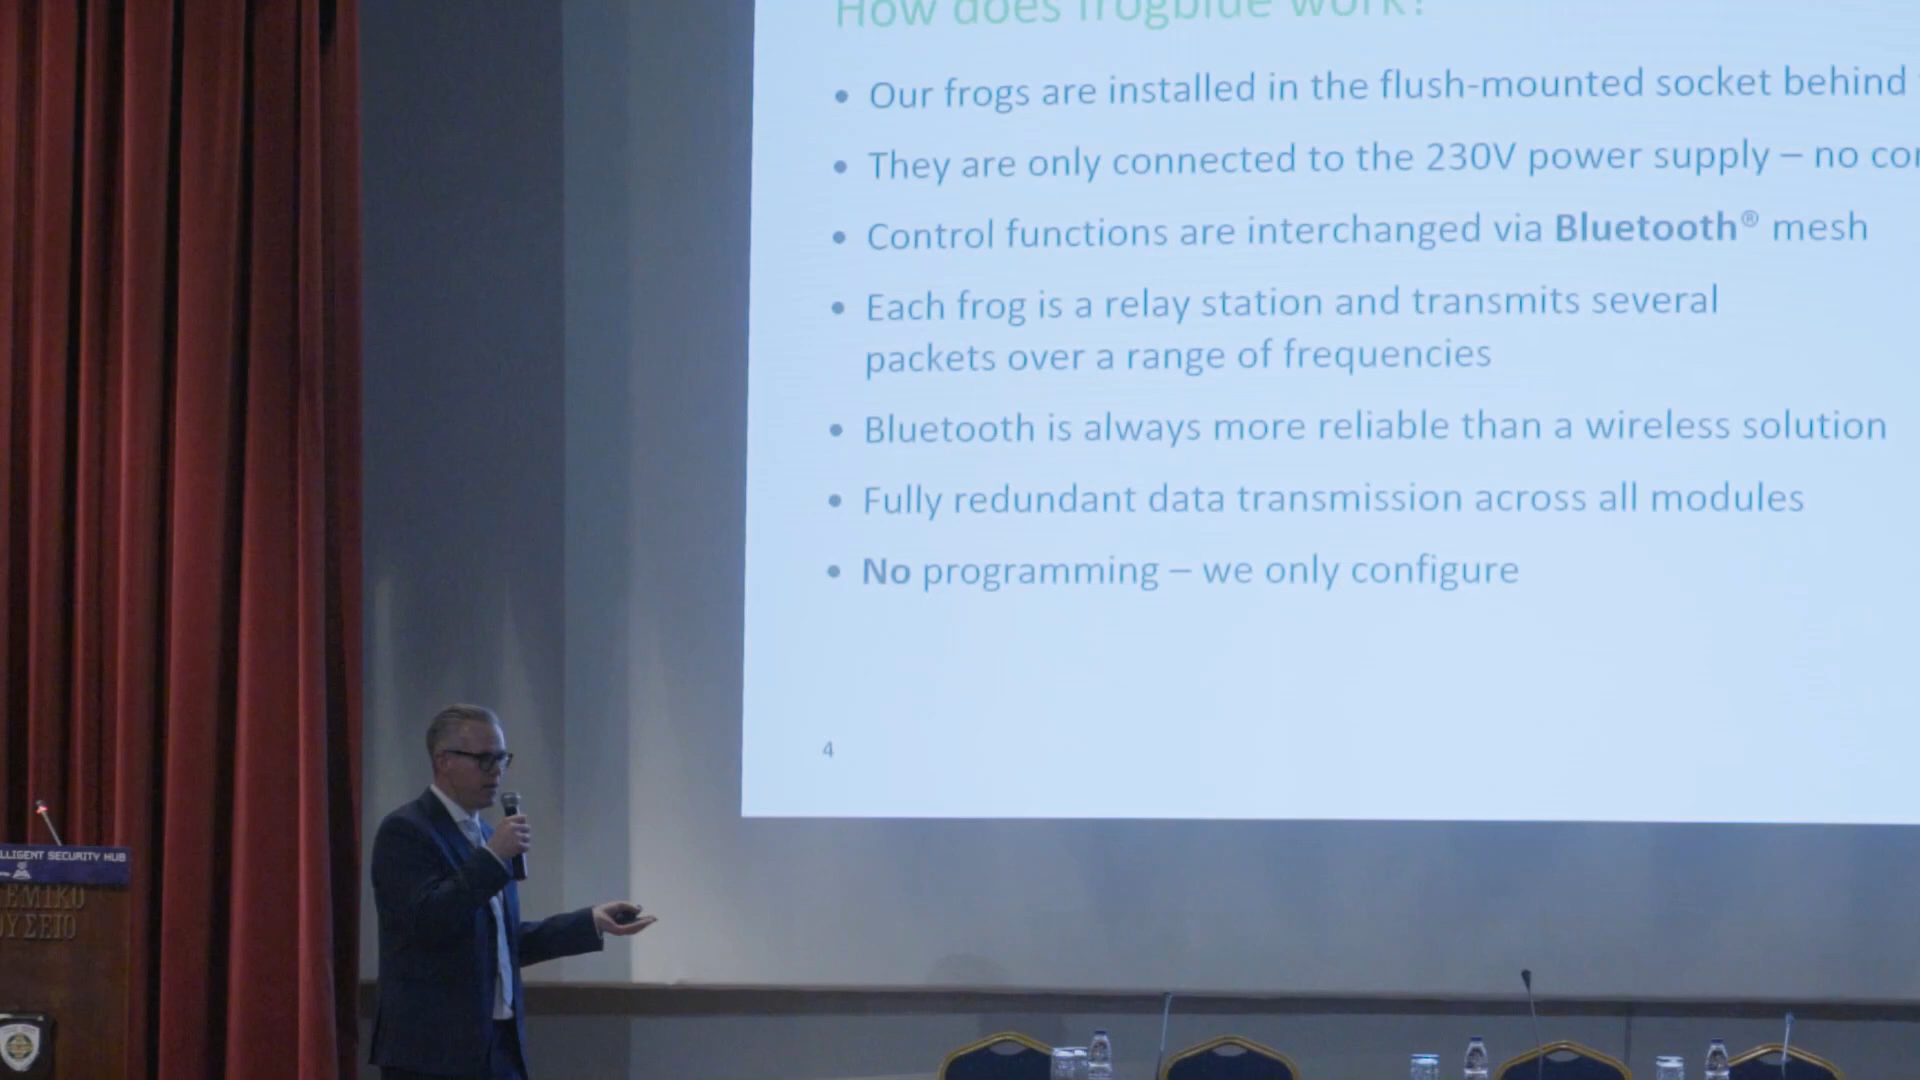 How does frogblue work?
• Our frogs are installed in the flush-mounted socket behind
• They are only connected to the 230V power supply – no
• Control functions are interchanged via Bluetooth® mesh
• Each frog is a relay station and transmits several
packets over a range of frequencies
• Bluetooth is always more reliable than a wireless solution
• Fully redundant data transmission across all modules
• No programming – we only configure
4
LLIGENT SECURITY HUB
ΕΜΙΚΟ
ΟΥΣΕΙΟ